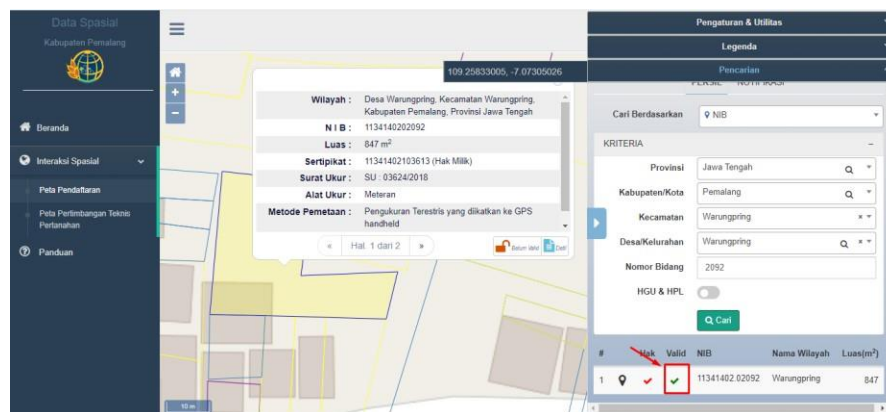 Data Spasial
Kabupaten Pemalang
Beranda
Interaksi Spasial
Peta Pendaftaran
Peta Pertimbangan Teknis
Pertanahan
Panduan
109.25833005, -7.07305026
Wilayah : Desa Warungpring, Kecamatan Warungpring,
Kabupaten Pemalang, Provinsi Jawa Tengah
N I B : 1134140202092
Luas : 847 m²
Sertipikat : 11341402103613 (Hak Milik)
Surat Ukur : SU : 03624/2018
Alat Ukur : Meteran
Metode Pemetaan : Pengukuran Terestris yang diikatkan ke GPS
handheld
« Hal. 1 dari 2 » Belum Valid Detil
10 m
Pengaturan & Utilitas
Legenda
Pencarian
PERSIL NOTIFIKASI
Cari Berdasarkan NIB
KRITERIA
Provinsi Jawa Tengah
Kabupaten/Kota Pemalang
Kecamatan Warungpring
Desa/Kelurahan Warungpring
Nomor Bidang 2092
HGU & HPL
Cari
# Hak Valid NIB Nama Wilayah Luas(m²)
1 11341402.02092 Warungpring 847